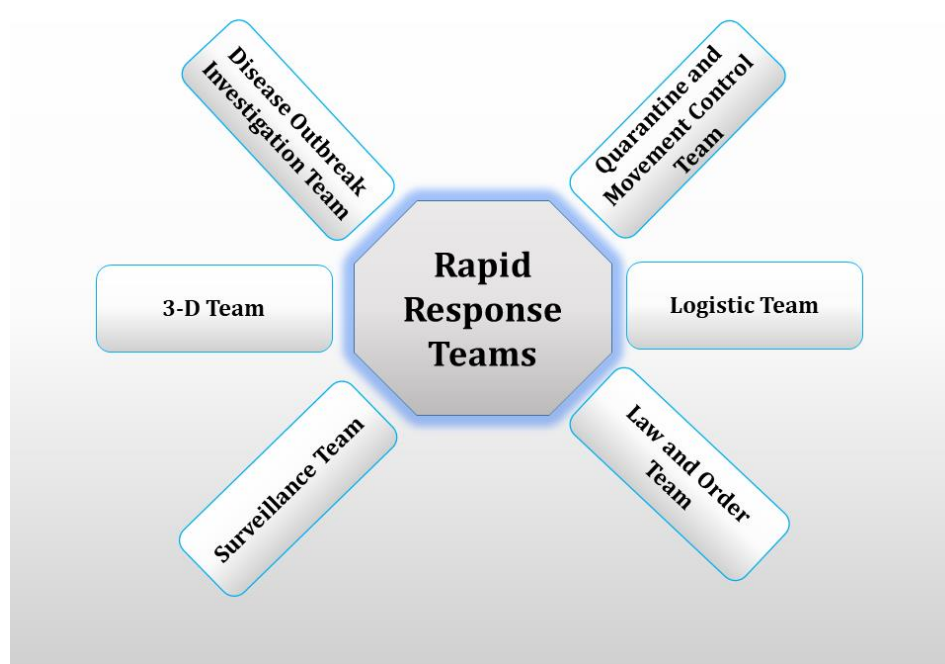 Disease Outbreak
Investigation Team
Quarantine and
Movement Control
Team
3-D Team
Rapid
Response
Teams
Logistic Team
Surveillance Team
Law and Order
Team